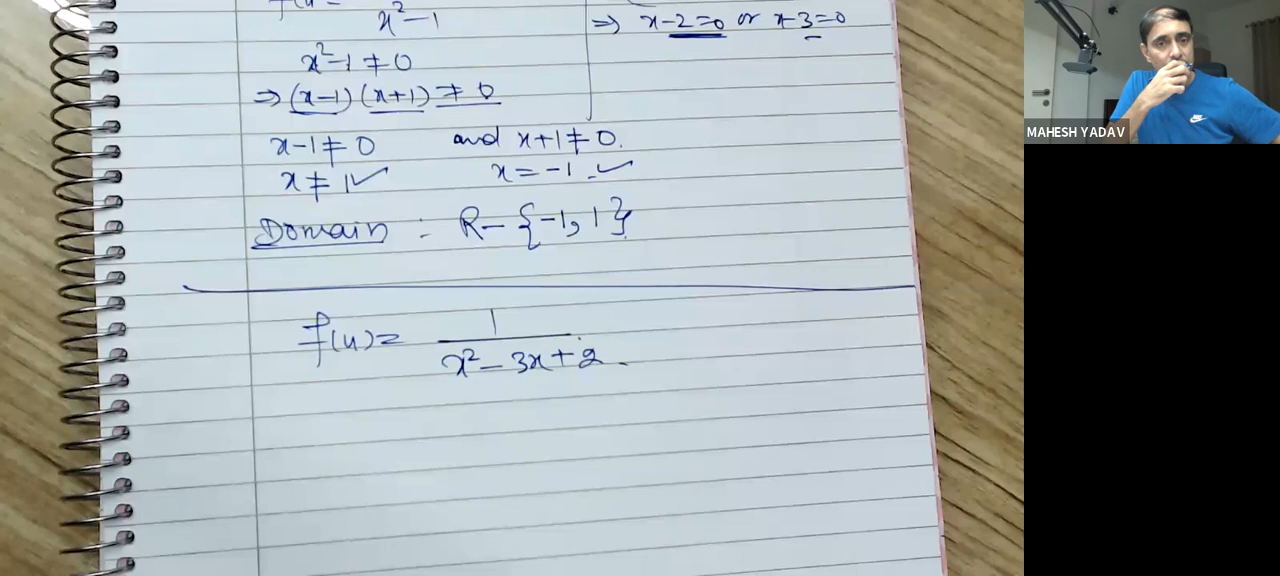 x²-1
⇒ x-2=0 or x-3=0
x²-1≠0
⇒ (x-1) (x+1) ≠ 0
x-1≠0 and x+1≠0.
x≠1✓ x=-1.✓
Domain : R-{-1, 1}
f(x)= 1
x²-3x+2.
MAHESH YADAV